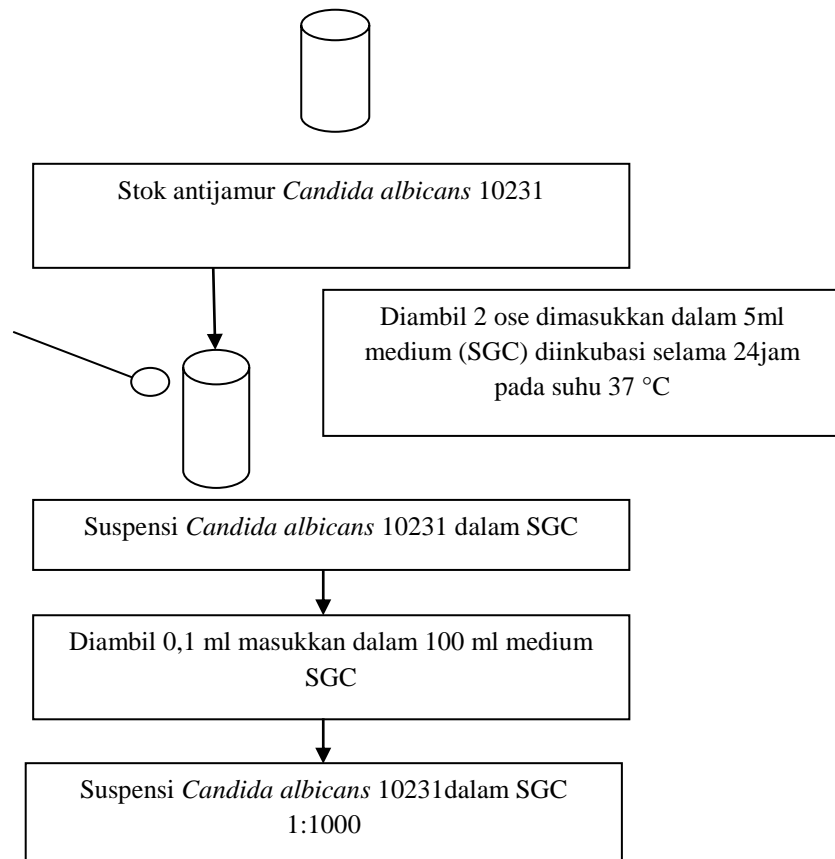 Stok antijamur Candida albicans 10231
Diambil 2 ose dimasukkan dalam 5ml
medium (SGC) diinkubasi selama 24jam
pada suhu 37 °C
Suspensi Candida albicans 10231 dalam SGC
Diambil 0,1 ml masukkan dalam 100 ml medium
SGC
Suspensi Candida albicans 10231dalam SGC
1:1000